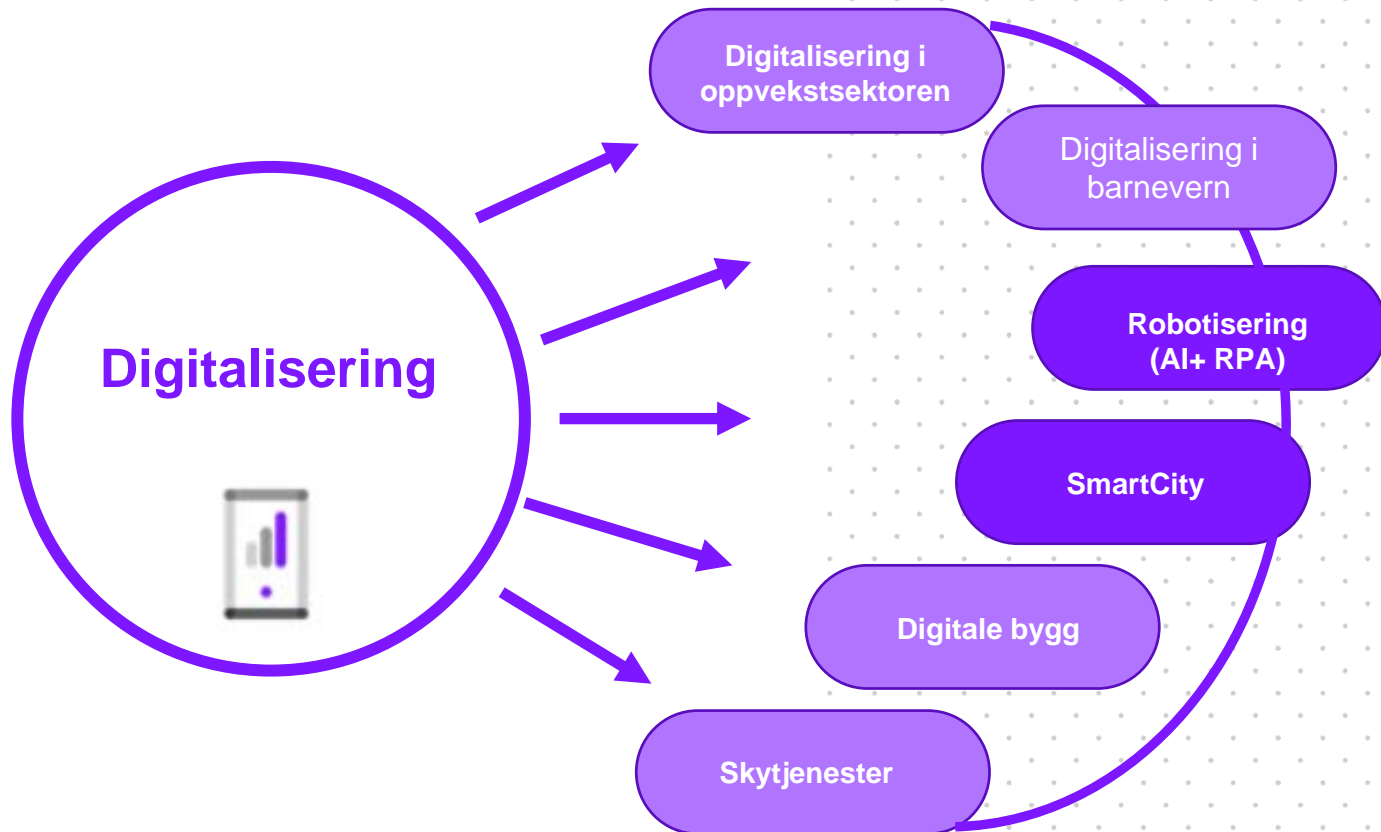 Digitalisering
Digitalisering i
oppvekstsektoren
Digitalisering i
barnevern
Robotisering
(AI+ RPA)
SmartCity
Digitale bygg
Skytjenester